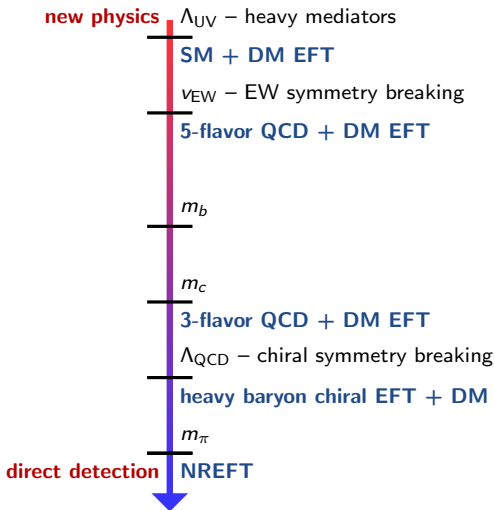 new physics Λ_UV – heavy mediators
SM + DM EFT
v_EW – EW symmetry breaking
5-flavor QCD + DM EFT
m_b
m_c
3-flavor QCD + DM EFT
Λ_QCD – chiral symmetry breaking
heavy baryon chiral EFT + DM
m_π
direct detection NREFT